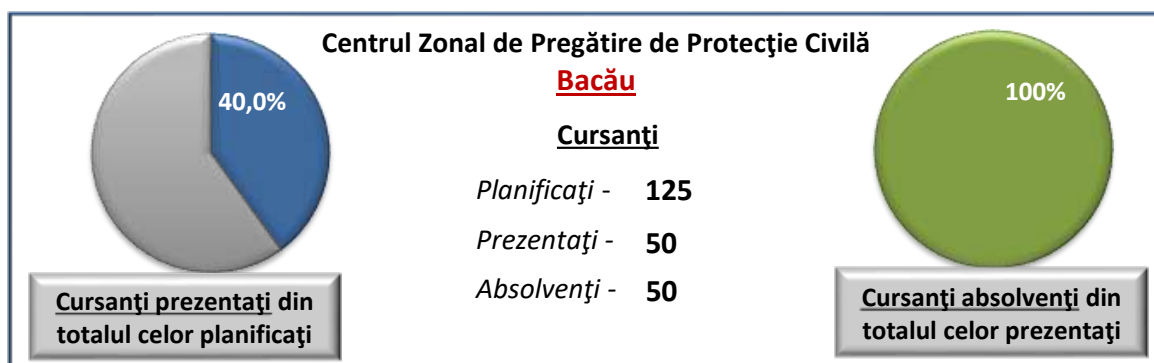 Centrul Zonal de Pregătire de Protecţie Civilă
Bacău
40,0%
100%
Cursanţi
Planificaţi - 125
Prezentaţi - 50
Absolvenţi - 50
Cursanţi prezentaţi din
totalul celor planificaţi
Cursanţi absolvenţi din
totalul celor prezentaţi